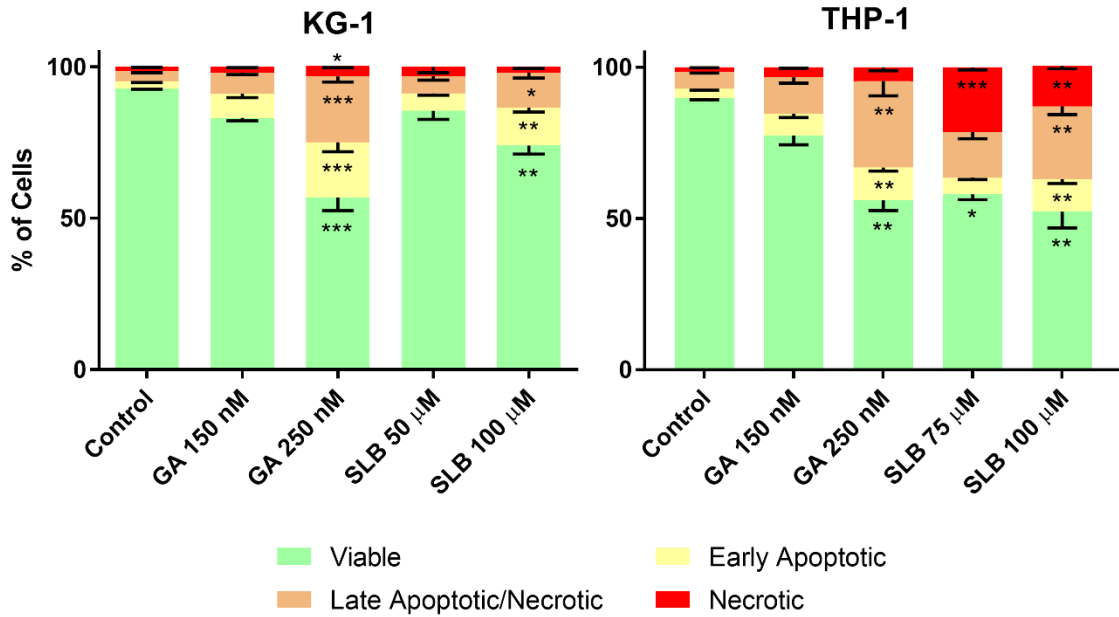 KG-1
THP-1
% of Cells
100
50
0
*
***
***
***
*
**
**
Control
GA 150 nM
GA 250 nM
SLB 50 μM
SLB 100 μM
100
50
0
**
**
**
***
*
**
**
**
**
Control
GA 150 nM
GA 250 nM
SLB 75 μM
SLB 100 μM
Viable
Early Apoptotic
Late Apoptotic/Necrotic
Necrotic